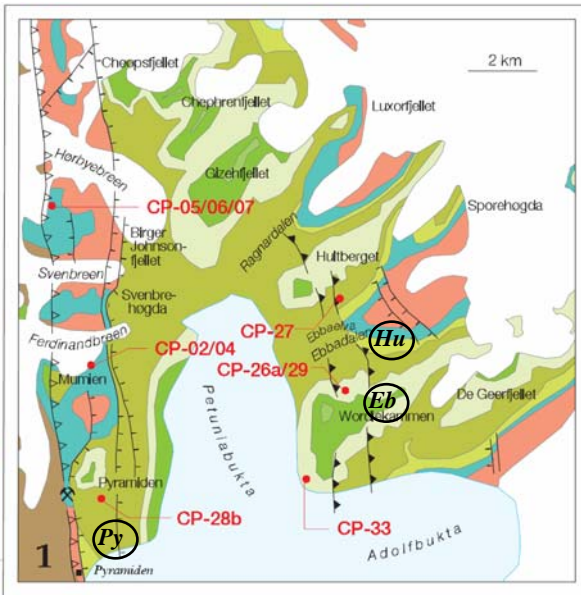 2 km
Cheopsfjellet
Chephrenfjellet
Luxorfjellet
Gizehfjellet
Hørbyebreen
CP-05/06/07
Sporehøgda
Ragnardalen
Birger
Johnson-
fjellet
Hultberget
Svenbreen
Svenbre-
høgda
CP-27
Ebbaelva
Ebbadalen
Hu
Ferdinandbreen
CP-02/04
CP-26a/29
Mumien
De Geerfjellet
Eb
Wordiekammen
Petuniabukta
Pyramiden
CP-28b
CP-33
Py
Adolfbukta
1
Pyramiden